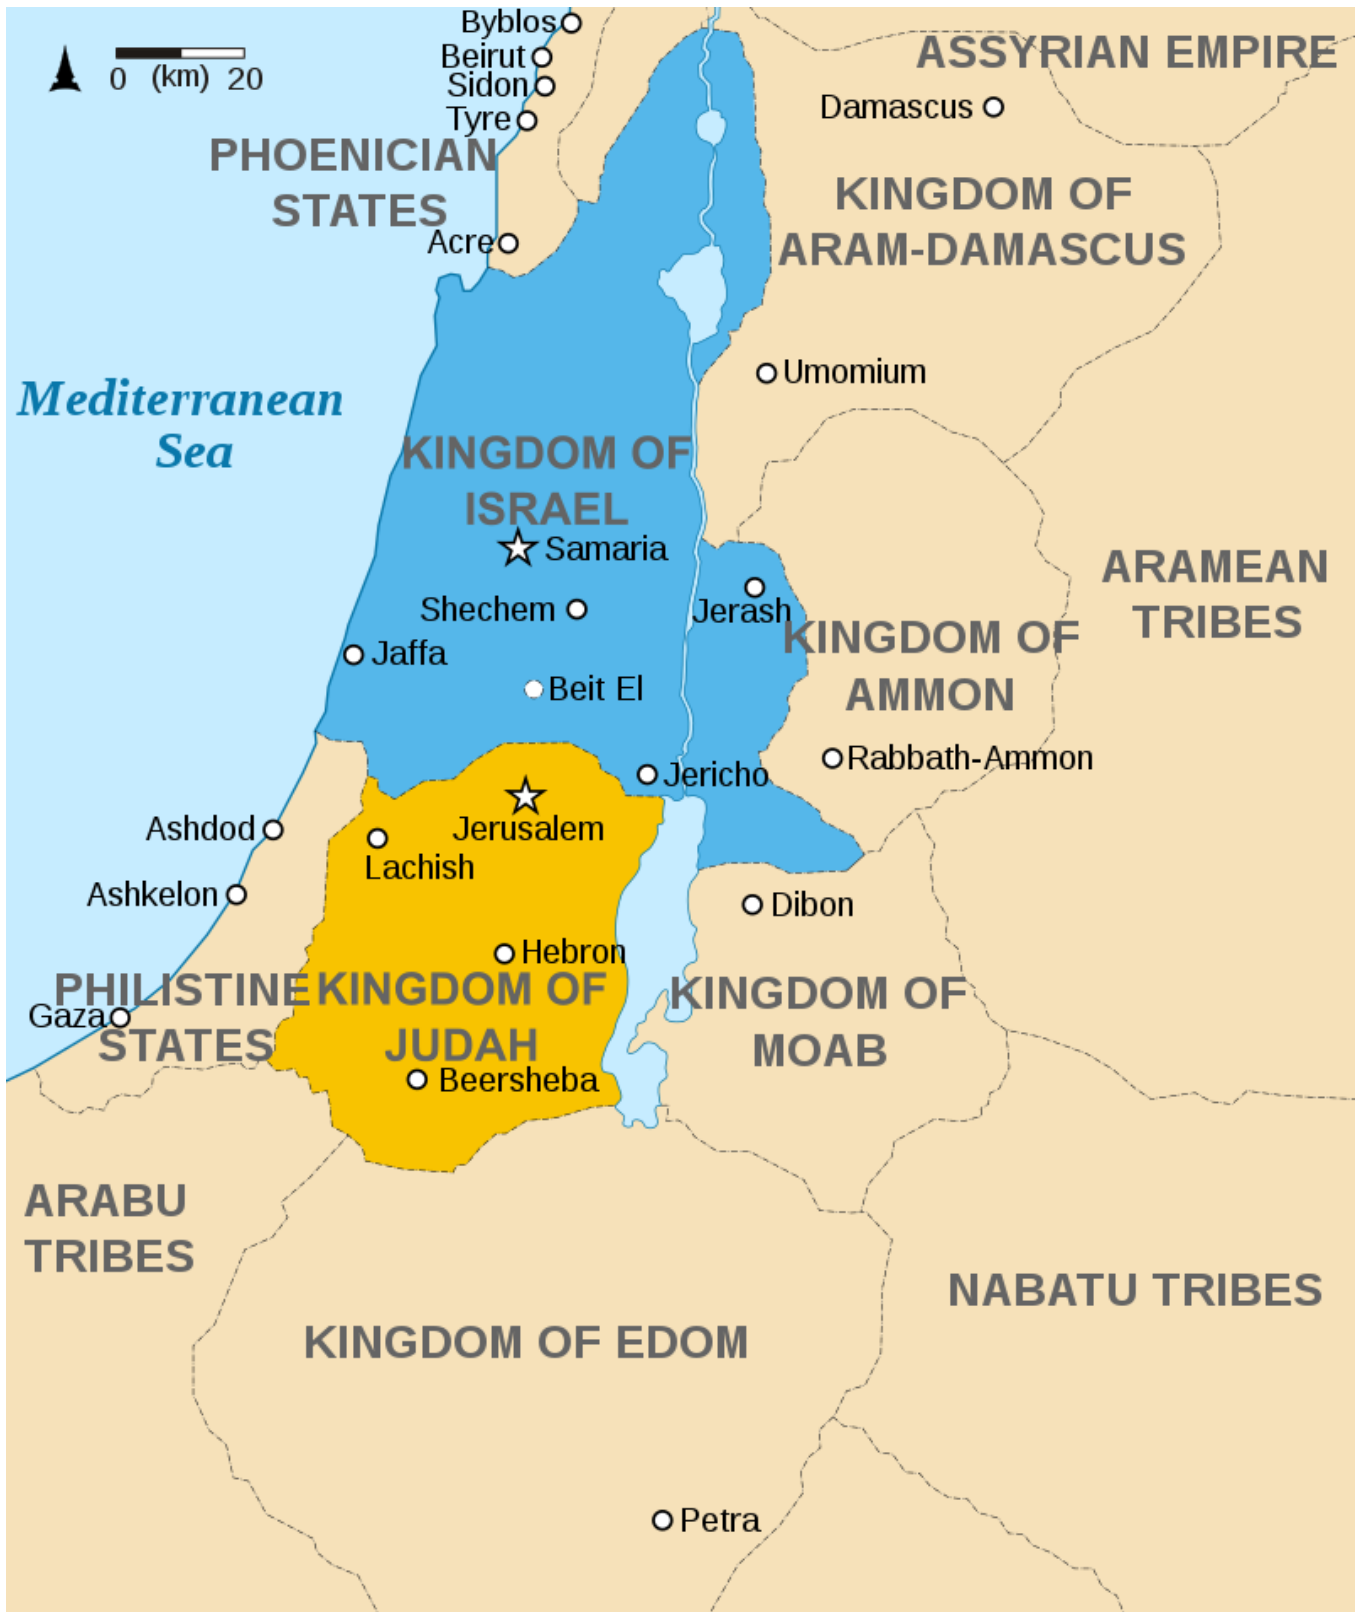 Byblos
Beirut
Sidon
Tyre
0 (km) 20
ASSYRIAN EMPIRE
Damascus
PHOENICIAN
STATES
KINGDOM OF
ARAM-DAMASCUS
Acre
Mediterranean
Sea
Umomium
KINGDOM OF
ISRAEL
Samaria
ARAMEAN
TRIBES
Shechem
Jerash
Jaffa
KINGDOM OF
AMMON
Beit El
Jericho
Rabbath-Ammon
Ashdod
Jerusalem
Lachish
Ashkelon
Dibon
Hebron
PHILISTINE
STATES
Gaza
KINGDOM OF
JUDAH
KINGDOM OF
MOAB
Beersheba
ARABU
TRIBES
NABATU TRIBES
KINGDOM OF EDOM
Petra